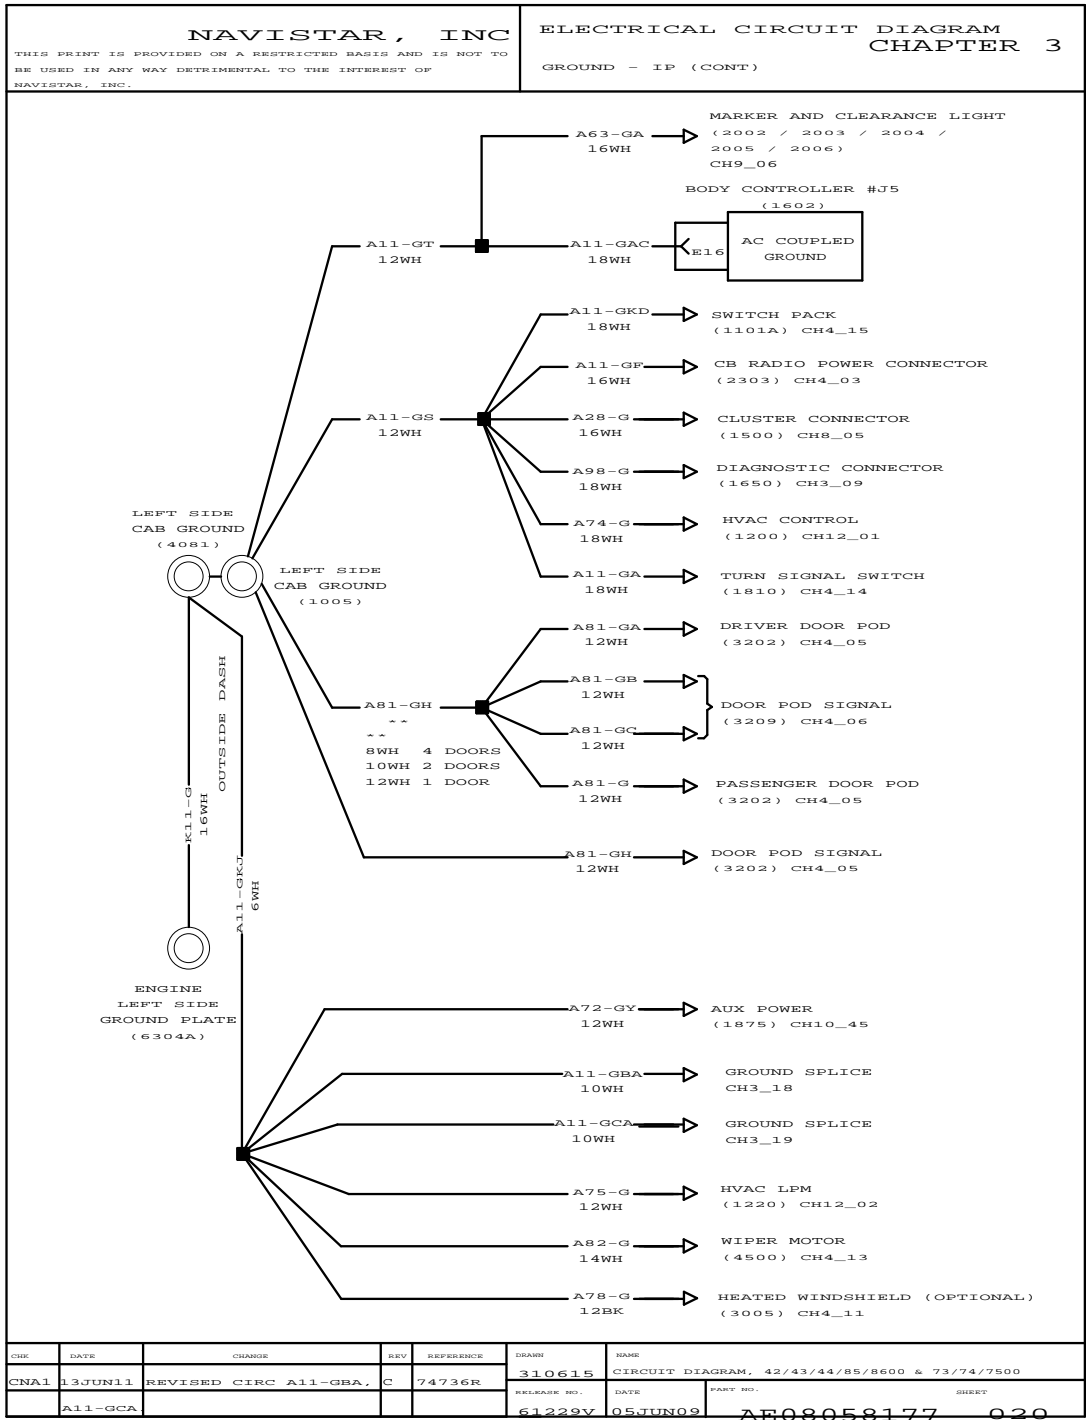 NAVISTAR, INC
THIS PRINT IS PROVIDED ON A RESTRICTED BASIS AND IS NOT TO
BE USED IN ANY WAY DETRIMENTAL TO THE INTEREST OF
NAVISTAR, INC.
ELECTRICAL CIRCUIT DIAGRAM
CHAPTER 3
GROUND - IP (CONT)
A63-GA
16WH
MARKER AND CLEARANCE LIGHT
(2002 / 2003 / 2004 /
2005 / 2006)
CH9_06
BODY CONTROLLER #J5
(1602)
A11-GT
12WH
A11-GAC
18WH
E16
AC COUPLED
GROUND
A11-GKD
18WH
SWITCH PACK
(1101A) CH4_15
A11-GF
16WH
CB RADIO POWER CONNECTOR
(2303) CH4_03
A11-GS
12WH
A28-G
16WH
CLUSTER CONNECTOR
(1500) CH8_05
A98-G
18WH
DIAGNOSTIC CONNECTOR
(1650) CH3_09
A74-G
18WH
HVAC CONTROL
(1200) CH12_01
LEFT SIDE
CAB GROUND
(4081)
LEFT SIDE
CAB GROUND
(1005)
A11-GA
18WH
TURN SIGNAL SWITCH
(1810) CH4_14
A81-GA
12WH
DRIVER DOOR POD
(3202) CH4_05
A81-GB
12WH
DOOR POD SIGNAL
(3209) CH4_06
A81-GC
12WH
A81-GH
**
**
8WH 4 DOORS
10WH 2 DOORS
12WH 1 DOOR
A81-G
12WH
PASSENGER DOOR POD
(3202) CH4_05
OUTSIDE DASH
K11-G
16WH
A11-GKJ
6WH
A81-GH
12WH
DOOR POD SIGNAL
(3202) CH4_05
ENGINE
LEFT SIDE
GROUND PLATE
(6304A)
A72-GY
12WH
AUX POWER
(1875) CH10_45
A11-GBA
10WH
GROUND SPLICE
CH3_18
A11-GCA
10WH
GROUND SPLICE
CH3_19
A75-G
12WH
HVAC LPM
(1220) CH12_02
A82-G
14WH
WIPER MOTOR
(4500) CH4_13
A78-G
12BK
HEATED WINDSHIELD (OPTIONAL)
(3005) CH4_11
CHK DATE CHANGE REV REFERENCE
CNA1 13JUN11 REVISED CIRC A11-GBA, C 74736R
A11-GCA
DRAWN
310615
NAME
CIRCUIT DIAGRAM, 42/43/44/85/8600 & 73/74/7500
RELEASE NO.
61229V
DATE
05JUN09
PART NO.
AE08058177
SHEET
020